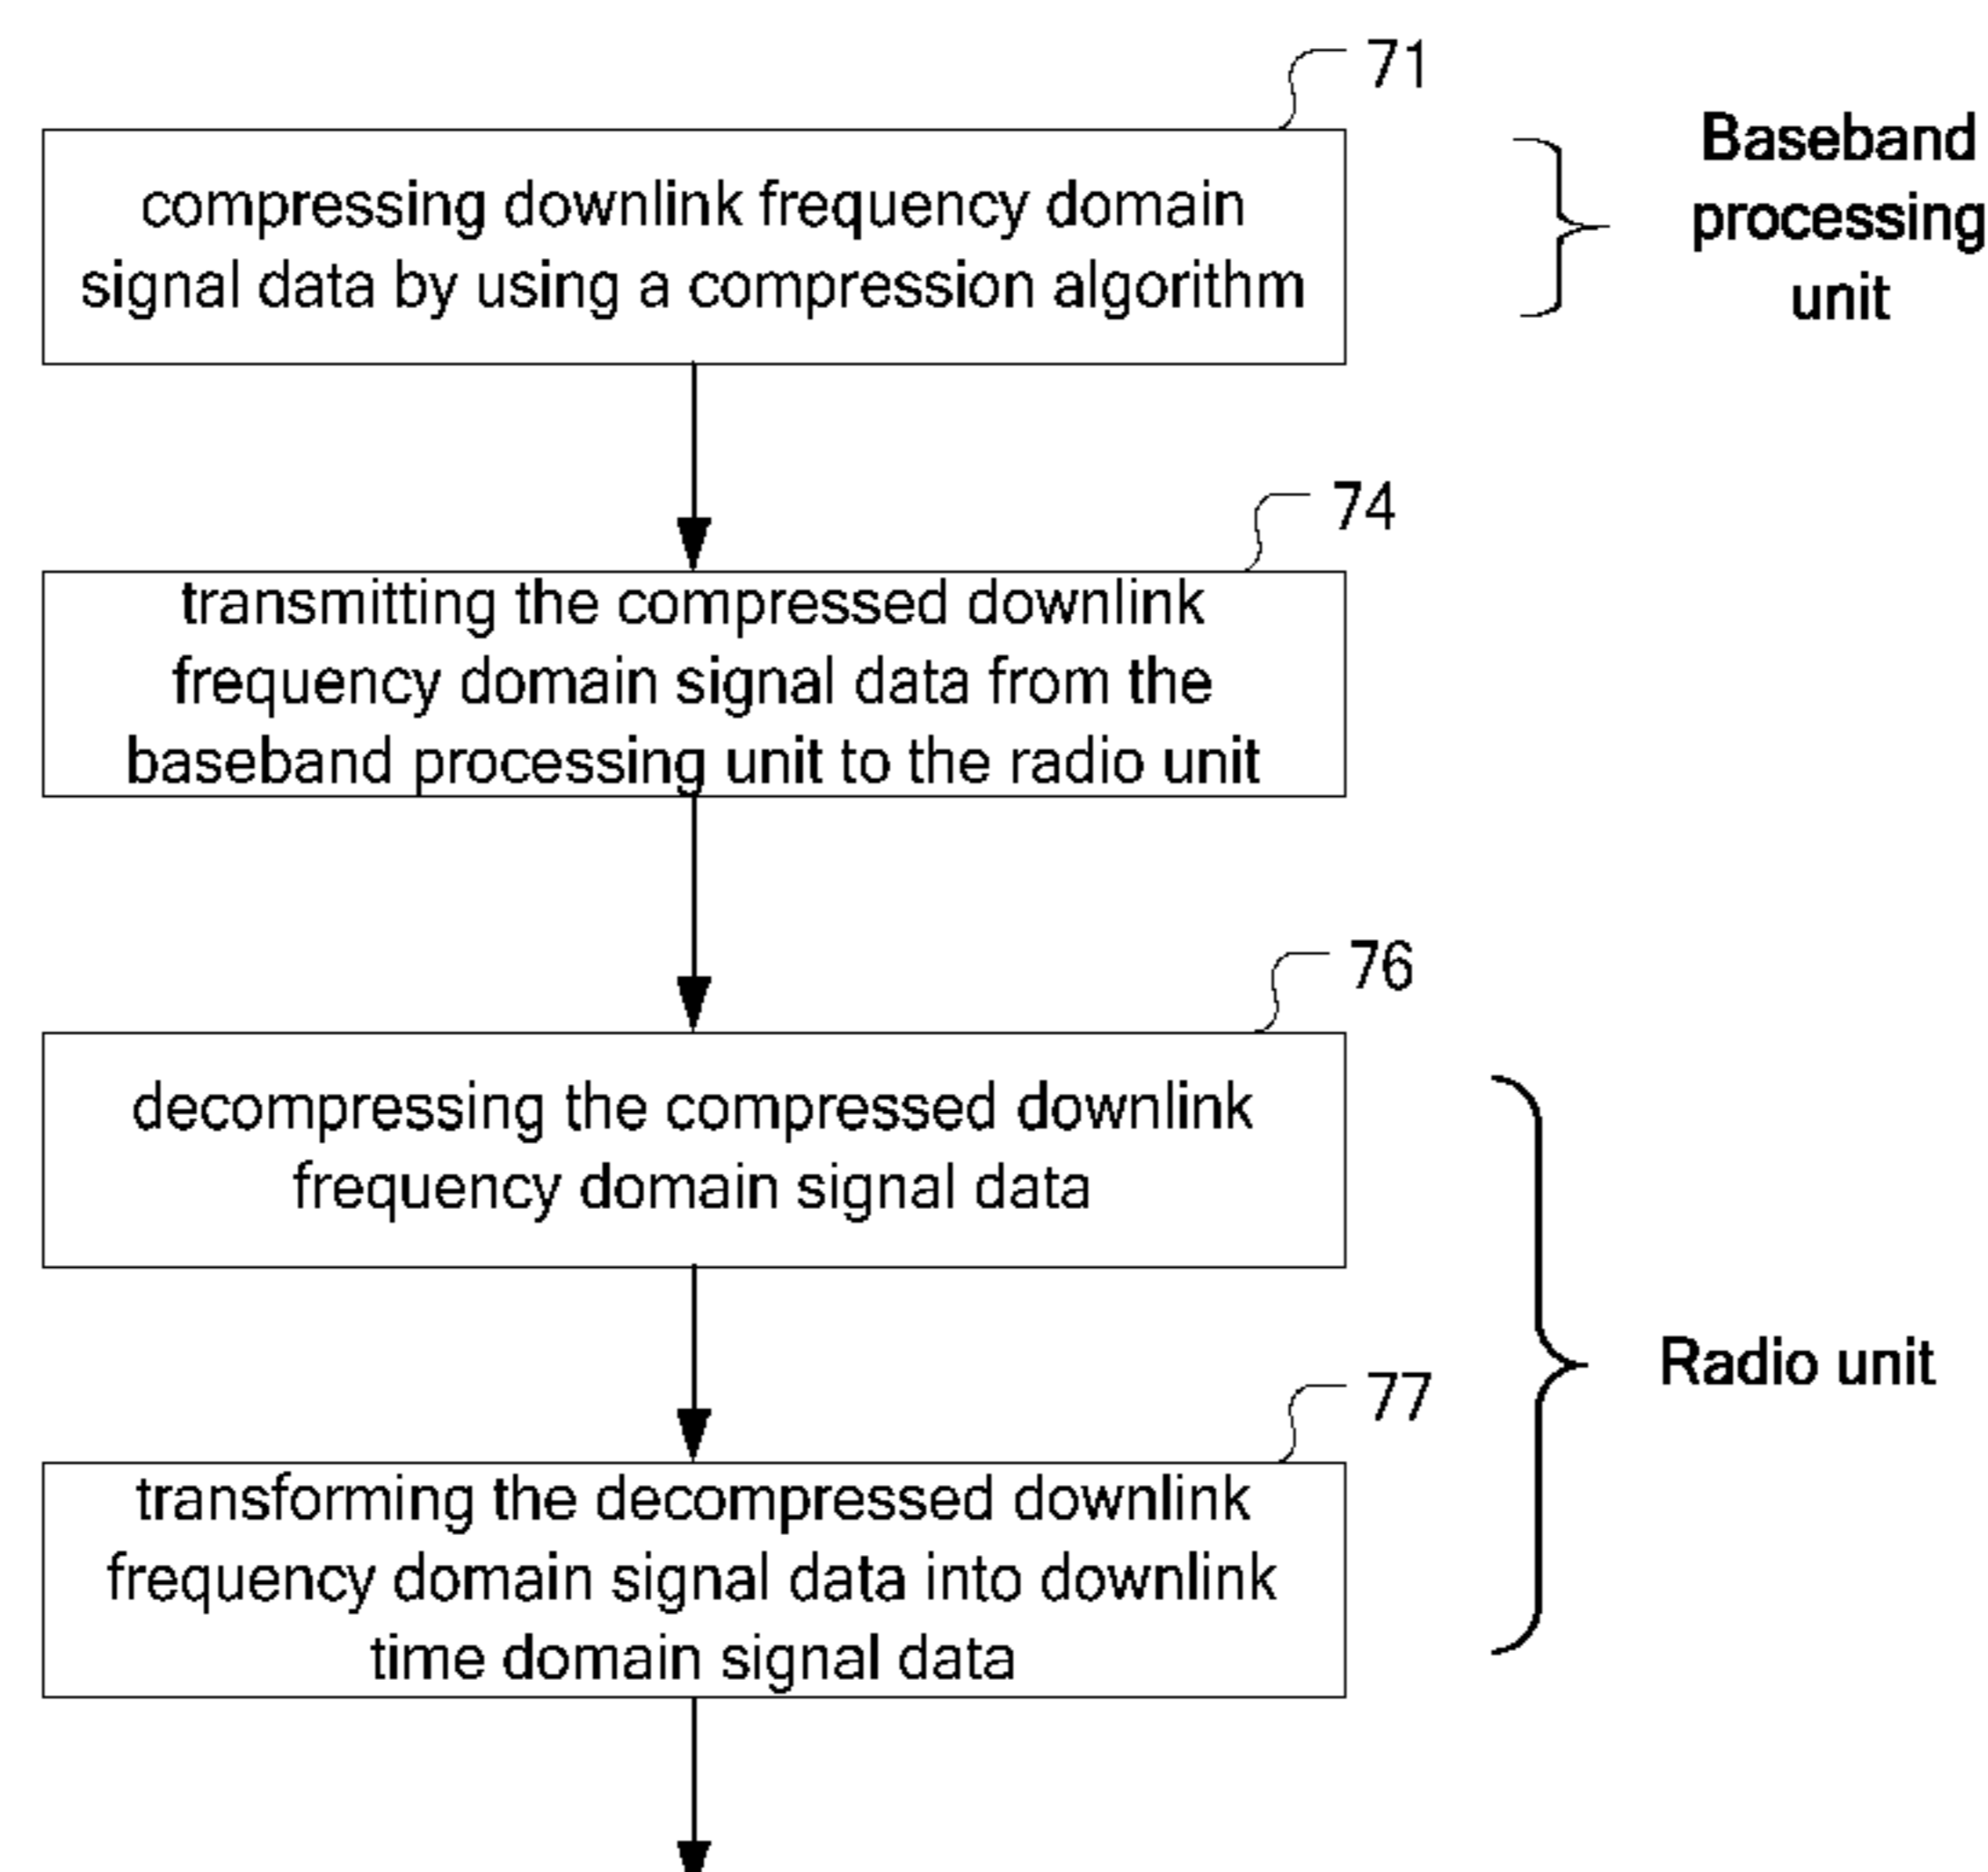 71
compressing downlink frequency domain
signal data by using a compression algorithm
Baseband
processing
unit
74
transmitting the compressed downlink
frequency domain signal data from the
baseband processing unit to the radio unit
76
decompressing the compressed downlink
frequency domain signal data
Radio unit
77
transforming the decompressed downlink
frequency domain signal data into downlink
time domain signal data